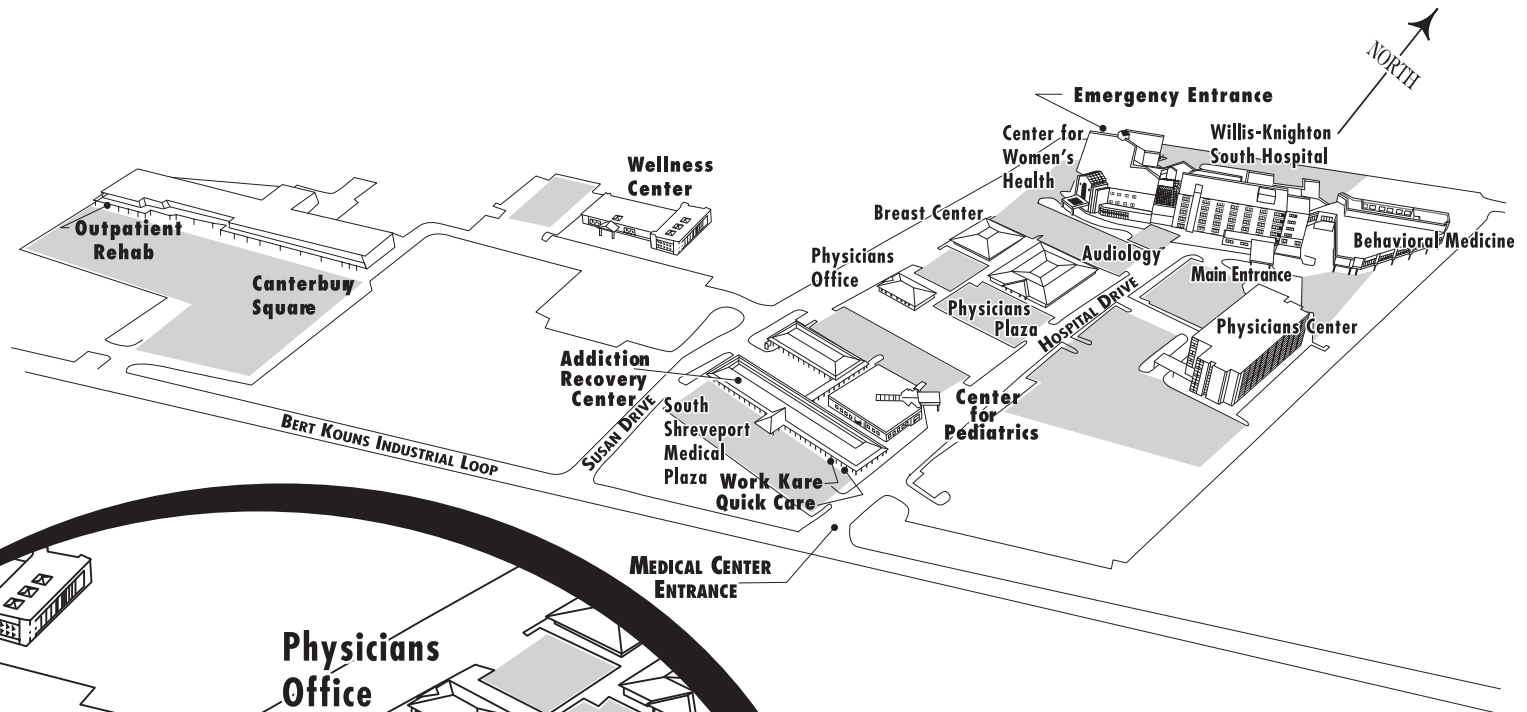 NORTH
Emergency Entrance
Center for
Women's
Health
Willis-Knighton
South Hospital
Wellness
Center
Breast Center
Outpatient
Rehab
Audiology
Behavioral Medicine
Physicians
Office
Main Entrance
Canterbury
Square
Physicians
Plaza
HOSPITAL DRIVE
Physicians Center
Addiction
Recovery
Center
South
Shreveport
Medical
Plaza
SUSAN DRIVE
Center
for
Pediatrics
BERT KOUNS INDUSTRIAL LOOP
Work Kare
Quick Care
MEDICAL CENTER
ENTRANCE
Physicians
Office